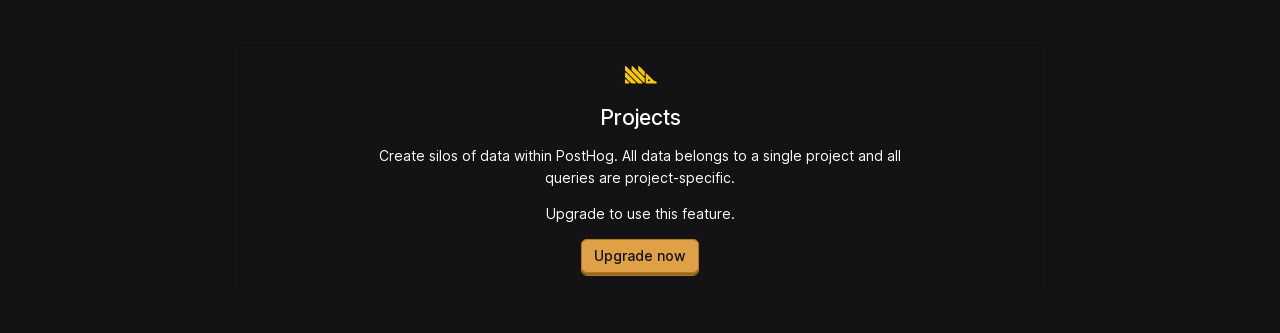 Projects
Create silos of data within PostHog. All data belongs to a single project and all
queries are project-specific.
Upgrade to use this feature.
Upgrade now